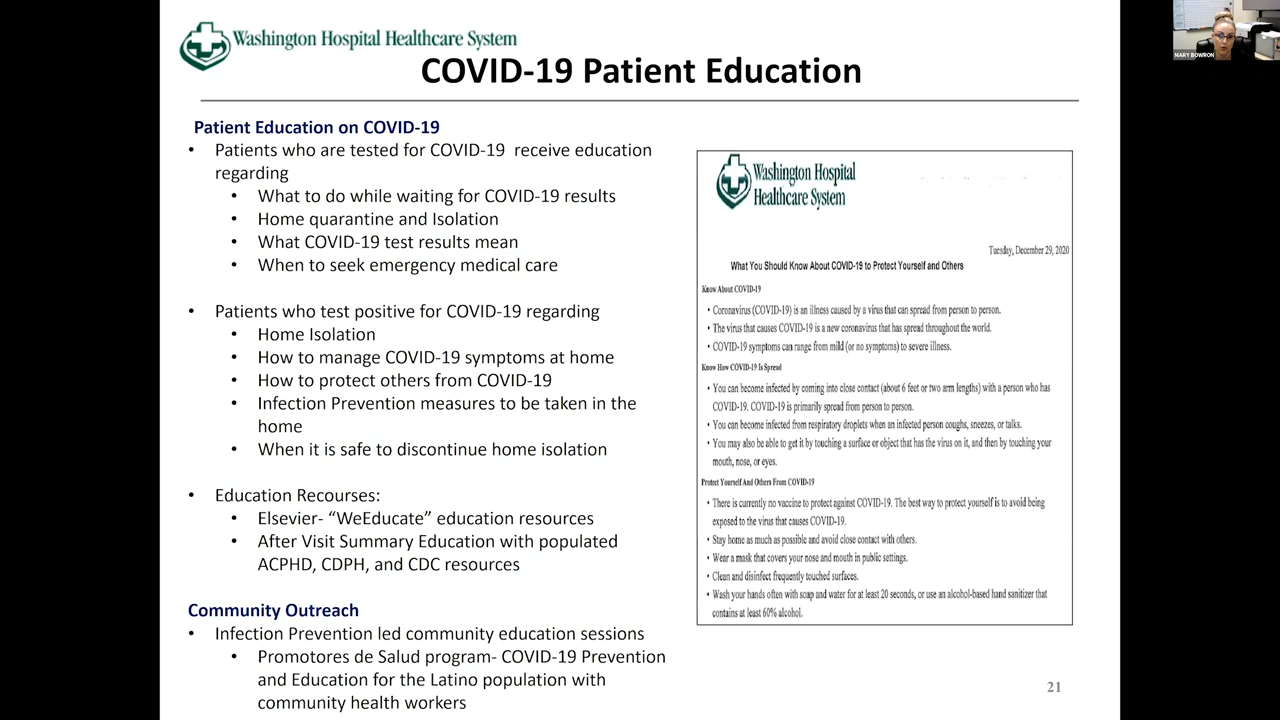 Washington Hospital Healthcare System
COVID-19 Patient Education
MARY BOWRON
Patient Education on COVID-19
• Patients who are tested for COVID-19 receive education
regarding
• What to do while waiting for COVID-19 results
• Home quarantine and Isolation
• What COVID-19 test results mean
• When to seek emergency medical care
• Patients who test positive for COVID-19 regarding
• Home Isolation
• How to manage COVID-19 symptoms at home
• How to protect others from COVID-19
• Infection Prevention measures to be taken in the
home
• When it is safe to discontinue home isolation
• Education Recourses:
• Elsevier- “WeEducate” education resources
• After Visit Summary Education with populated
ACPHD, CDPH, and CDC resources
Community Outreach
• Infection Prevention led community education sessions
• Promotores de Salud program- COVID-19 Prevention
and Education for the Latino population with
community health workers
Washington Hospital
Healthcare System
Tuesday, December 29, 2020
What You Should Know About COVID-19 to Protect Yourself and Others
Know About COVID-19
• Coronavirus (COVID-19) is an illness caused by a virus that can spread from person to person.
• The virus that causes COVID-19 is a new coronavirus that has spread throughout the world.
• COVID-19 symptoms can range from mild (or no symptoms) to severe illness.
Know How COVID-19 Is Spread
• You can become infected by coming into close contact (about 6 feet or two arm lengths) with a person who has
COVID-19. COVID-19 is primarily spread from person to person.
• You can become infected from respiratory droplets when an infected person coughs, sneezes, or talks.
• You may also be able to get it by touching a surface or object that has the virus on it, and then by touching your
mouth, nose, or eyes.
Protect Yourself And Others From COVID-19
• There is currently no vaccine to protect against COVID-19. The best way to protect yourself is to avoid being
exposed to the virus that causes COVID-19.
• Stay home as much as possible and avoid close contact with others.
• Wear a mask that covers your nose and mouth in public settings.
• Clean and disinfect frequently touched surfaces.
• Wash your hands often with soap and water for at least 20 seconds, or use an alcohol-based hand sanitizer that
contains at least 60% alcohol.
21